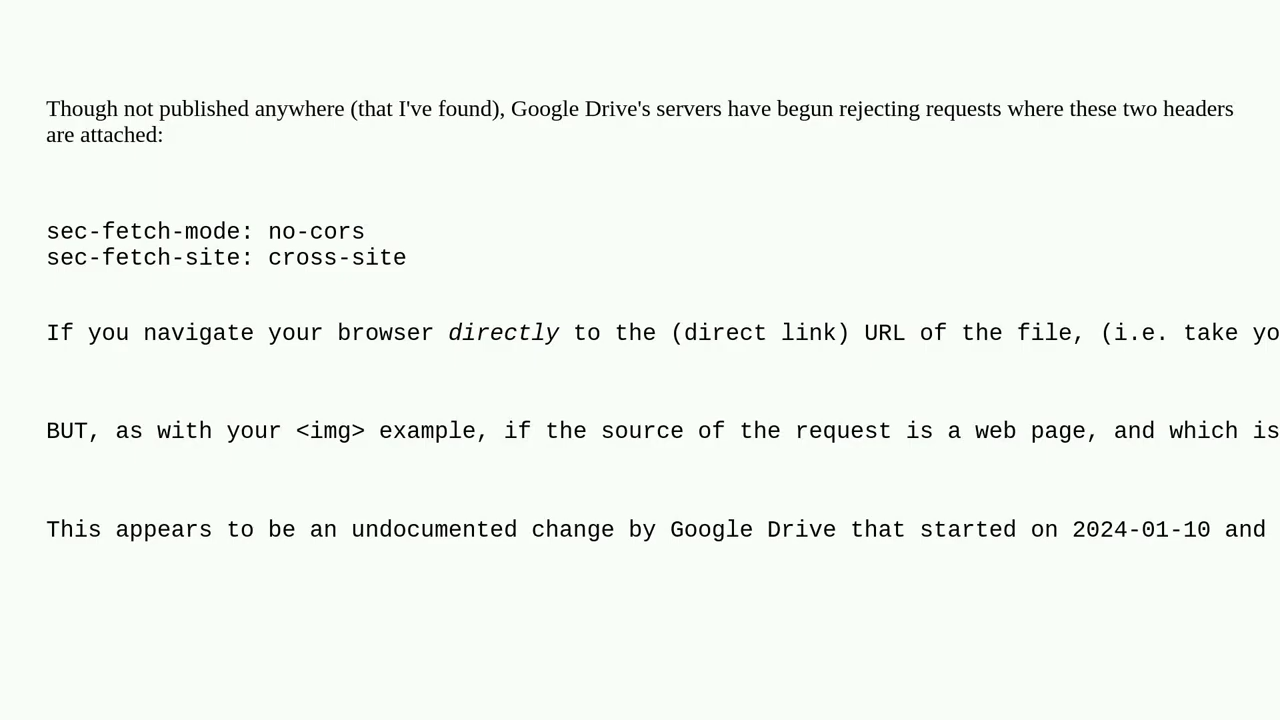 Though not published anywhere (that I've found), Google Drive's servers have begun rejecting requests where these two headers
are attached:
sec-fetch-mode: no-cors
sec-fetch-site: cross-site
If you navigate your browser directly to the (direct link) URL of the file, (i.e. take yo
BUT, as with your <img> example, if the source of the request is a web page, and which is
This appears to be an undocumented change by Google Drive that started on 2024-01-10 and